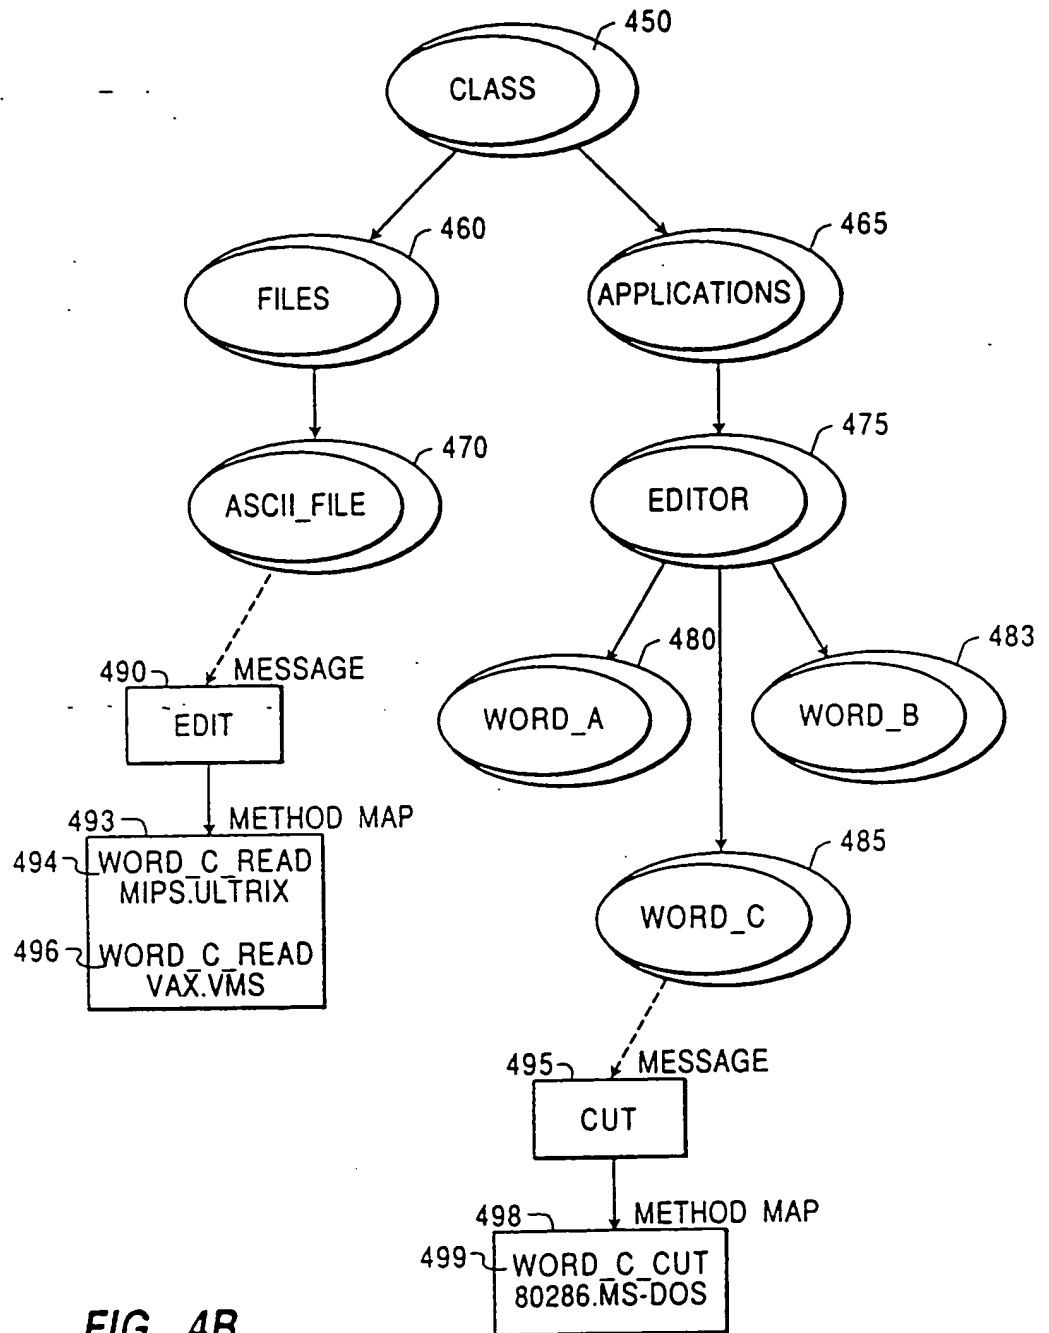 450
CLASS
460
465
FILES
APPLICATIONS
470
475
ASCII_FILE
EDITOR
480
483
490
MESSAGE
EDIT
WORD_A
WORD_B
493
METHOD MAP
494
WORD_C_READ
MIPS.ULTRIX
485
496
WORD_C_READ
VAX.VMS
WORD_C
495
MESSAGE
CUT
498
METHOD MAP
499
WORD_C_CUT
80286.MS-DOS
FIG. 4B